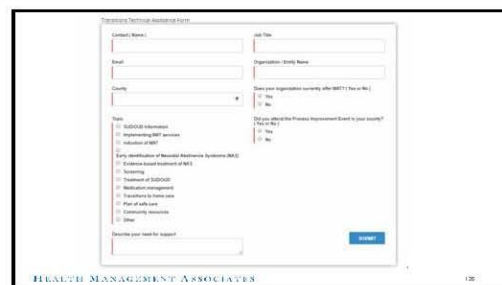 Transitions Technical Assistance Form
Contact ( Name )
Job Title
Email
Organization / Entity Name
County
Does your organization currently offer MAT? ( Yes or No )
Yes
No
Topic
SUD/OUD Information
Implementing MAT services
Induction of MAT
Early identification of Neonatal Abstinence Syndrome (NAS)
Evidence-based treatment of NAS
Screening
Treatment of SUD/OUD
Medication management
Transitions to home care
Plan of safe care
Community resources
Other
Did you attend the Process Improvement Event in your county?
( Yes or No )
Yes
No
Describe your need for support
SUBMIT
HEALTH MANAGEMENT ASSOCIATES